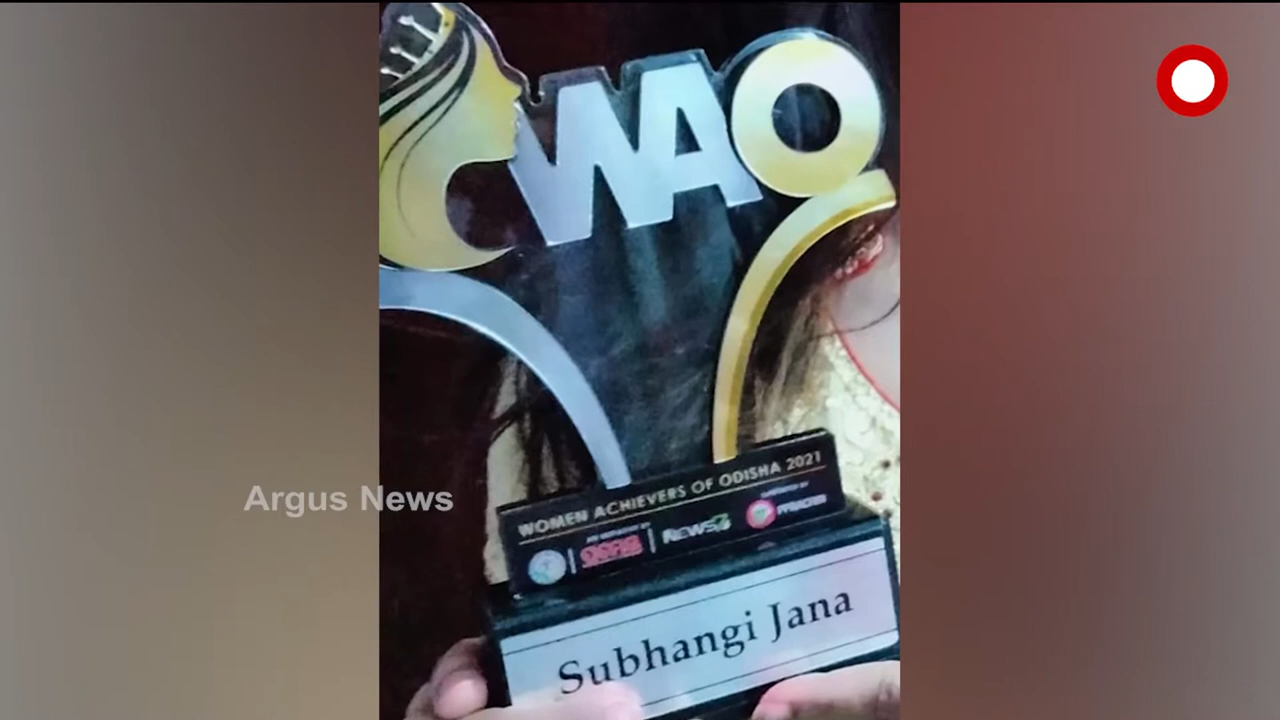 WAO
Argus News
WOMEN ACHIEVERS OF ODISHA 2021
NEWS7
Subhangi Jana